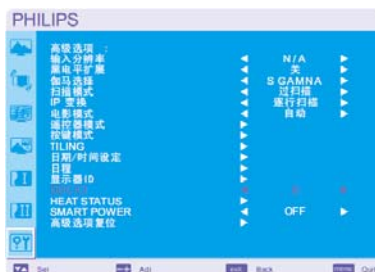 PHILIPS
高级选项 :
输入分辨率 N/A
黑电平扩展 关
伽马选择 S GAMNA
扫描模式 过扫描
IP 变换 逐行扫描
电影模式 自动
遥控器模式
按键模式
TILING
日期/时间设定
日程
显示器ID
HEAT STATUS
SMART POWER OFF
高级选项复位
Sel Adj exit Back menu Quit